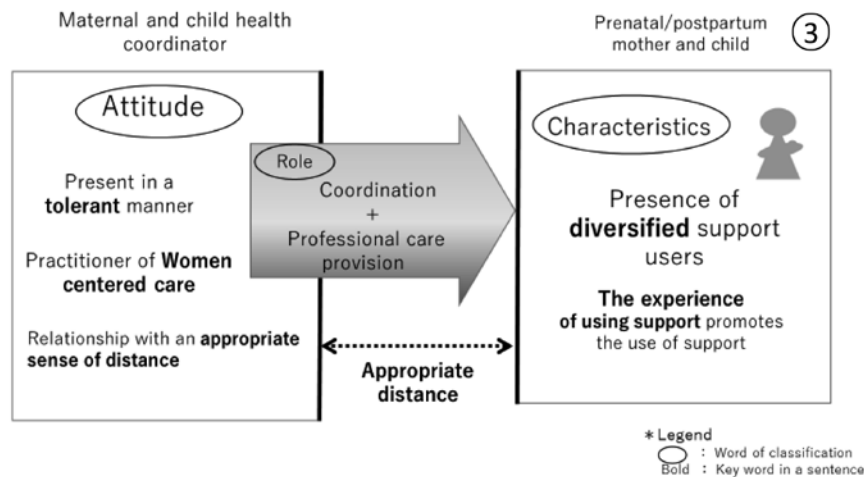 Maternal and child health
coordinator
Prenatal/postpartum
mother and child
③
Attitude
Present in a
tolerant manner
Practitioner of Women
centered care
Relationship with an appropriate
sense of distance
Role
Coordination
+
Professional care
provision
Appropriate
distance
Characteristics
Presence of
diversified support
users
The experience
of using support promotes
the use of support
* Legend
: Word of classification
Bold : Key word in a sentence